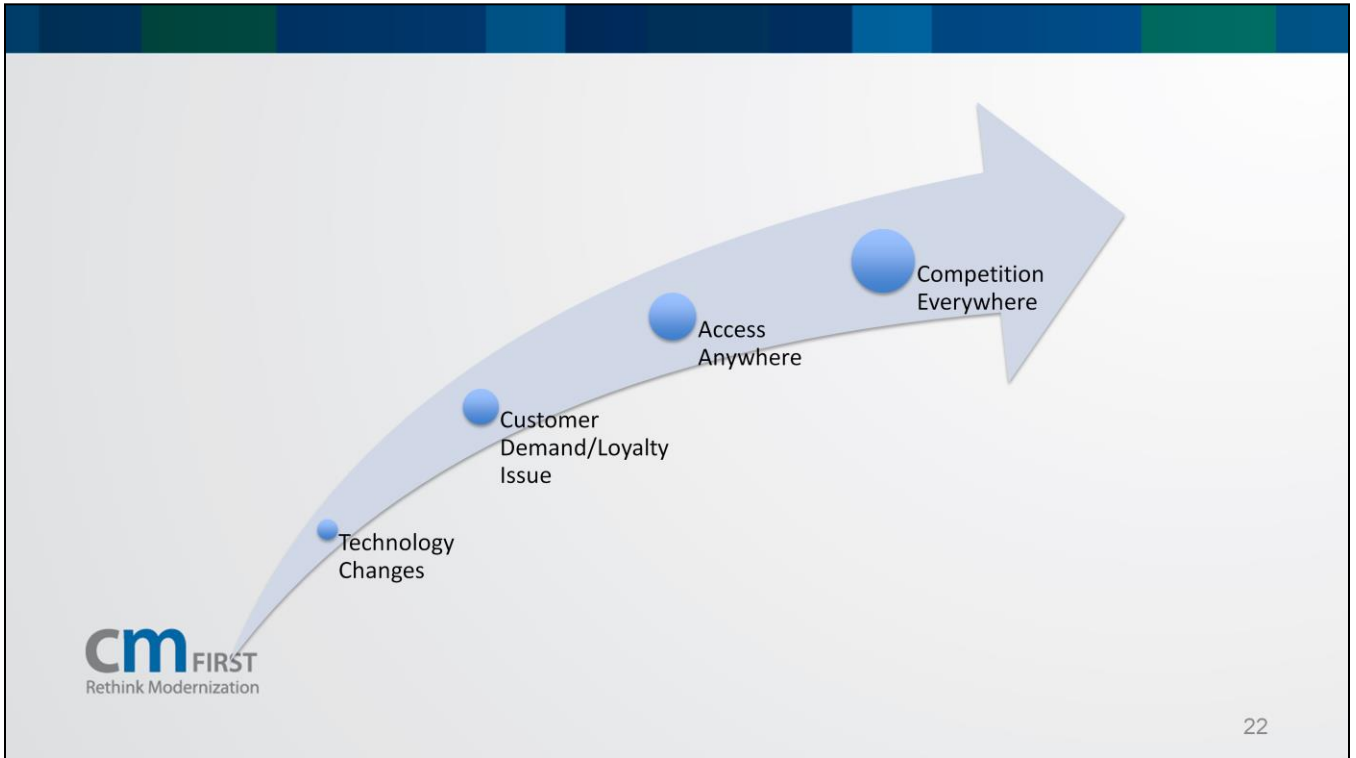 Competition
Everywhere
Access
Anywhere
Customer
Demand/Loyalty
Issue
Technology
Changes
cm FIRST
Rethink Modernization
22